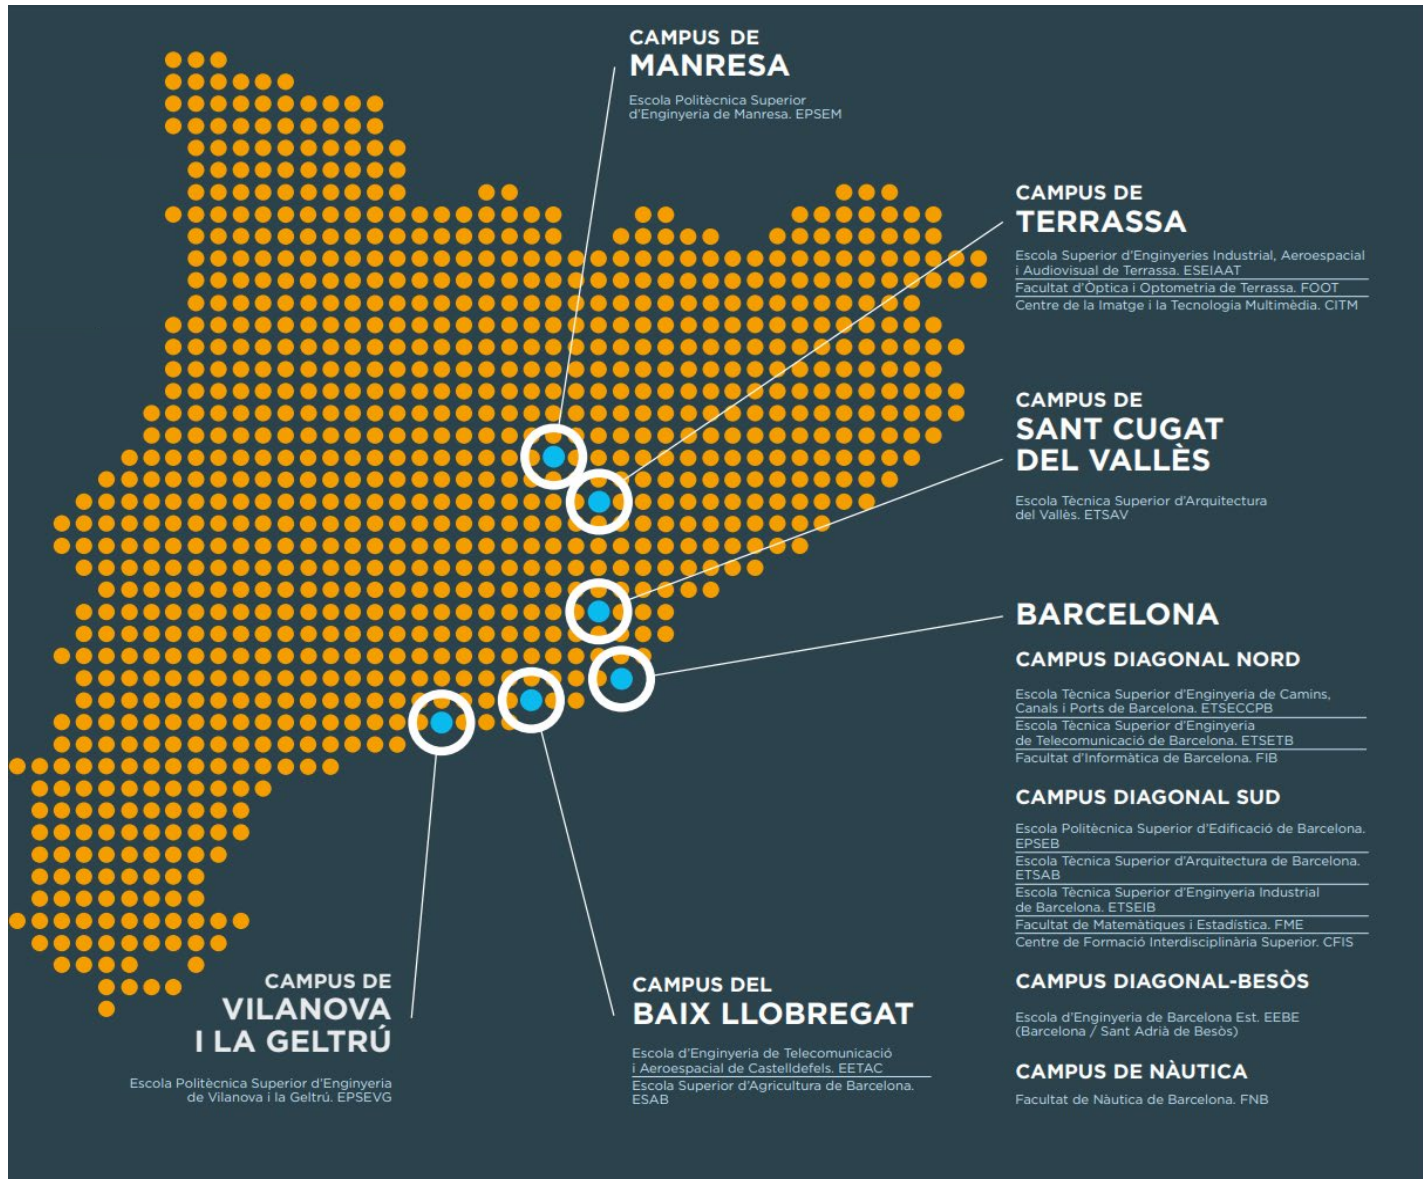 CAMPUS DE
MANRESA
Escola Politècnica Superior
d'Enginyeria de Manresa. EPSEM
CAMPUS DE
TERRASSA
Escola Superior d'Enginyeries Industrial, Aeroespacial
i Audiovisual de Terrassa. ESEIAAT
Facultat d'Òptica i Optometria de Terrassa. FOOT
Centre de la Imatge i la Tecnologia Multimèdia. CITM
CAMPUS DE
SANT CUGAT
DEL VALLÈS
Escola Tècnica Superior d'Arquitectura
del Vallès. ETSAV
BARCELONA
CAMPUS DIAGONAL NORD
Escola Tècnica Superior d'Enginyeria de Camins,
Canals i Ports de Barcelona. ETSECCPB
Escola Tècnica Superior d'Enginyeria
de Telecomunicació de Barcelona. ETSETB
Facultat d'Informàtica de Barcelona. FIB
CAMPUS DIAGONAL SUD
Escola Politècnica Superior d'Edificació de Barcelona.
EPSEB
Escola Tècnica Superior d'Arquitectura de Barcelona.
ETSAB
Escola Tècnica Superior d'Enginyeria Industrial
de Barcelona. ETSEIB
Facultat de Matemàtiques i Estadística. FME
Centre de Formació Interdisciplinària Superior. CFIS
CAMPUS DIAGONAL-BESÒS
Escola d'Enginyeria de Barcelona Est. EEBE
(Barcelona / Sant Adrià de Besòs)
CAMPUS DE NÀUTICA
Facultat de Nàutica de Barcelona. FNB
CAMPUS DE
VILANOVA
I LA GELTRÚ
Escola Politècnica Superior d'Enginyeria
de Vilanova i la Geltrú. EPSEVG
CAMPUS DEL
BAIX LLOBREGAT
Escola d'Enginyeria de Telecomunicació
i Aeroespacial de Castelldefels. EETAC
Escola Superior d'Agricultura de Barcelona.
ESAB